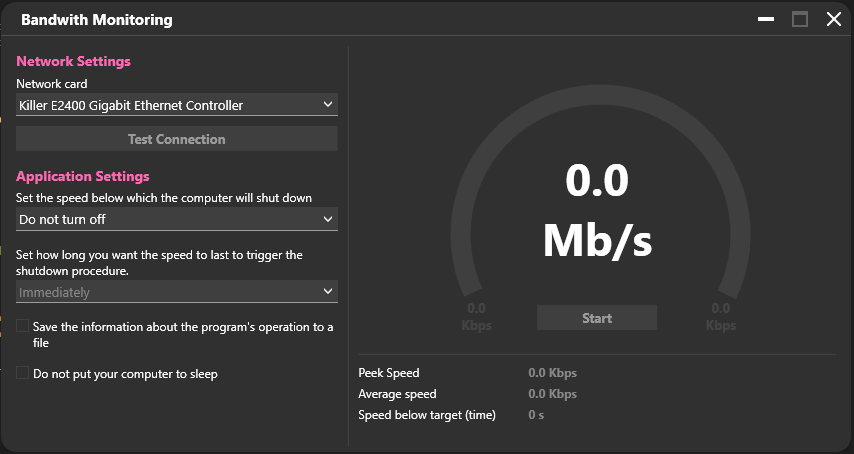 Bandwith Monitoring
Network Settings
Network card
Killer E2400 Gigabit Ethernet Controller
Test Connection
Application Settings
Set the speed below which the computer will shut down
Do not turn off
Set how long you want the speed to last to trigger the
shutdown procedure.
Immediately
Save the information about the program's operation to a
file
Do not put your computer to sleep
0.0
Mb/s
0.0
Kbps
Start
0.0
Kbps
Peek Speed 0.0 Kbps
Average speed 0.0 Kbps
Speed below target (time) 0 s